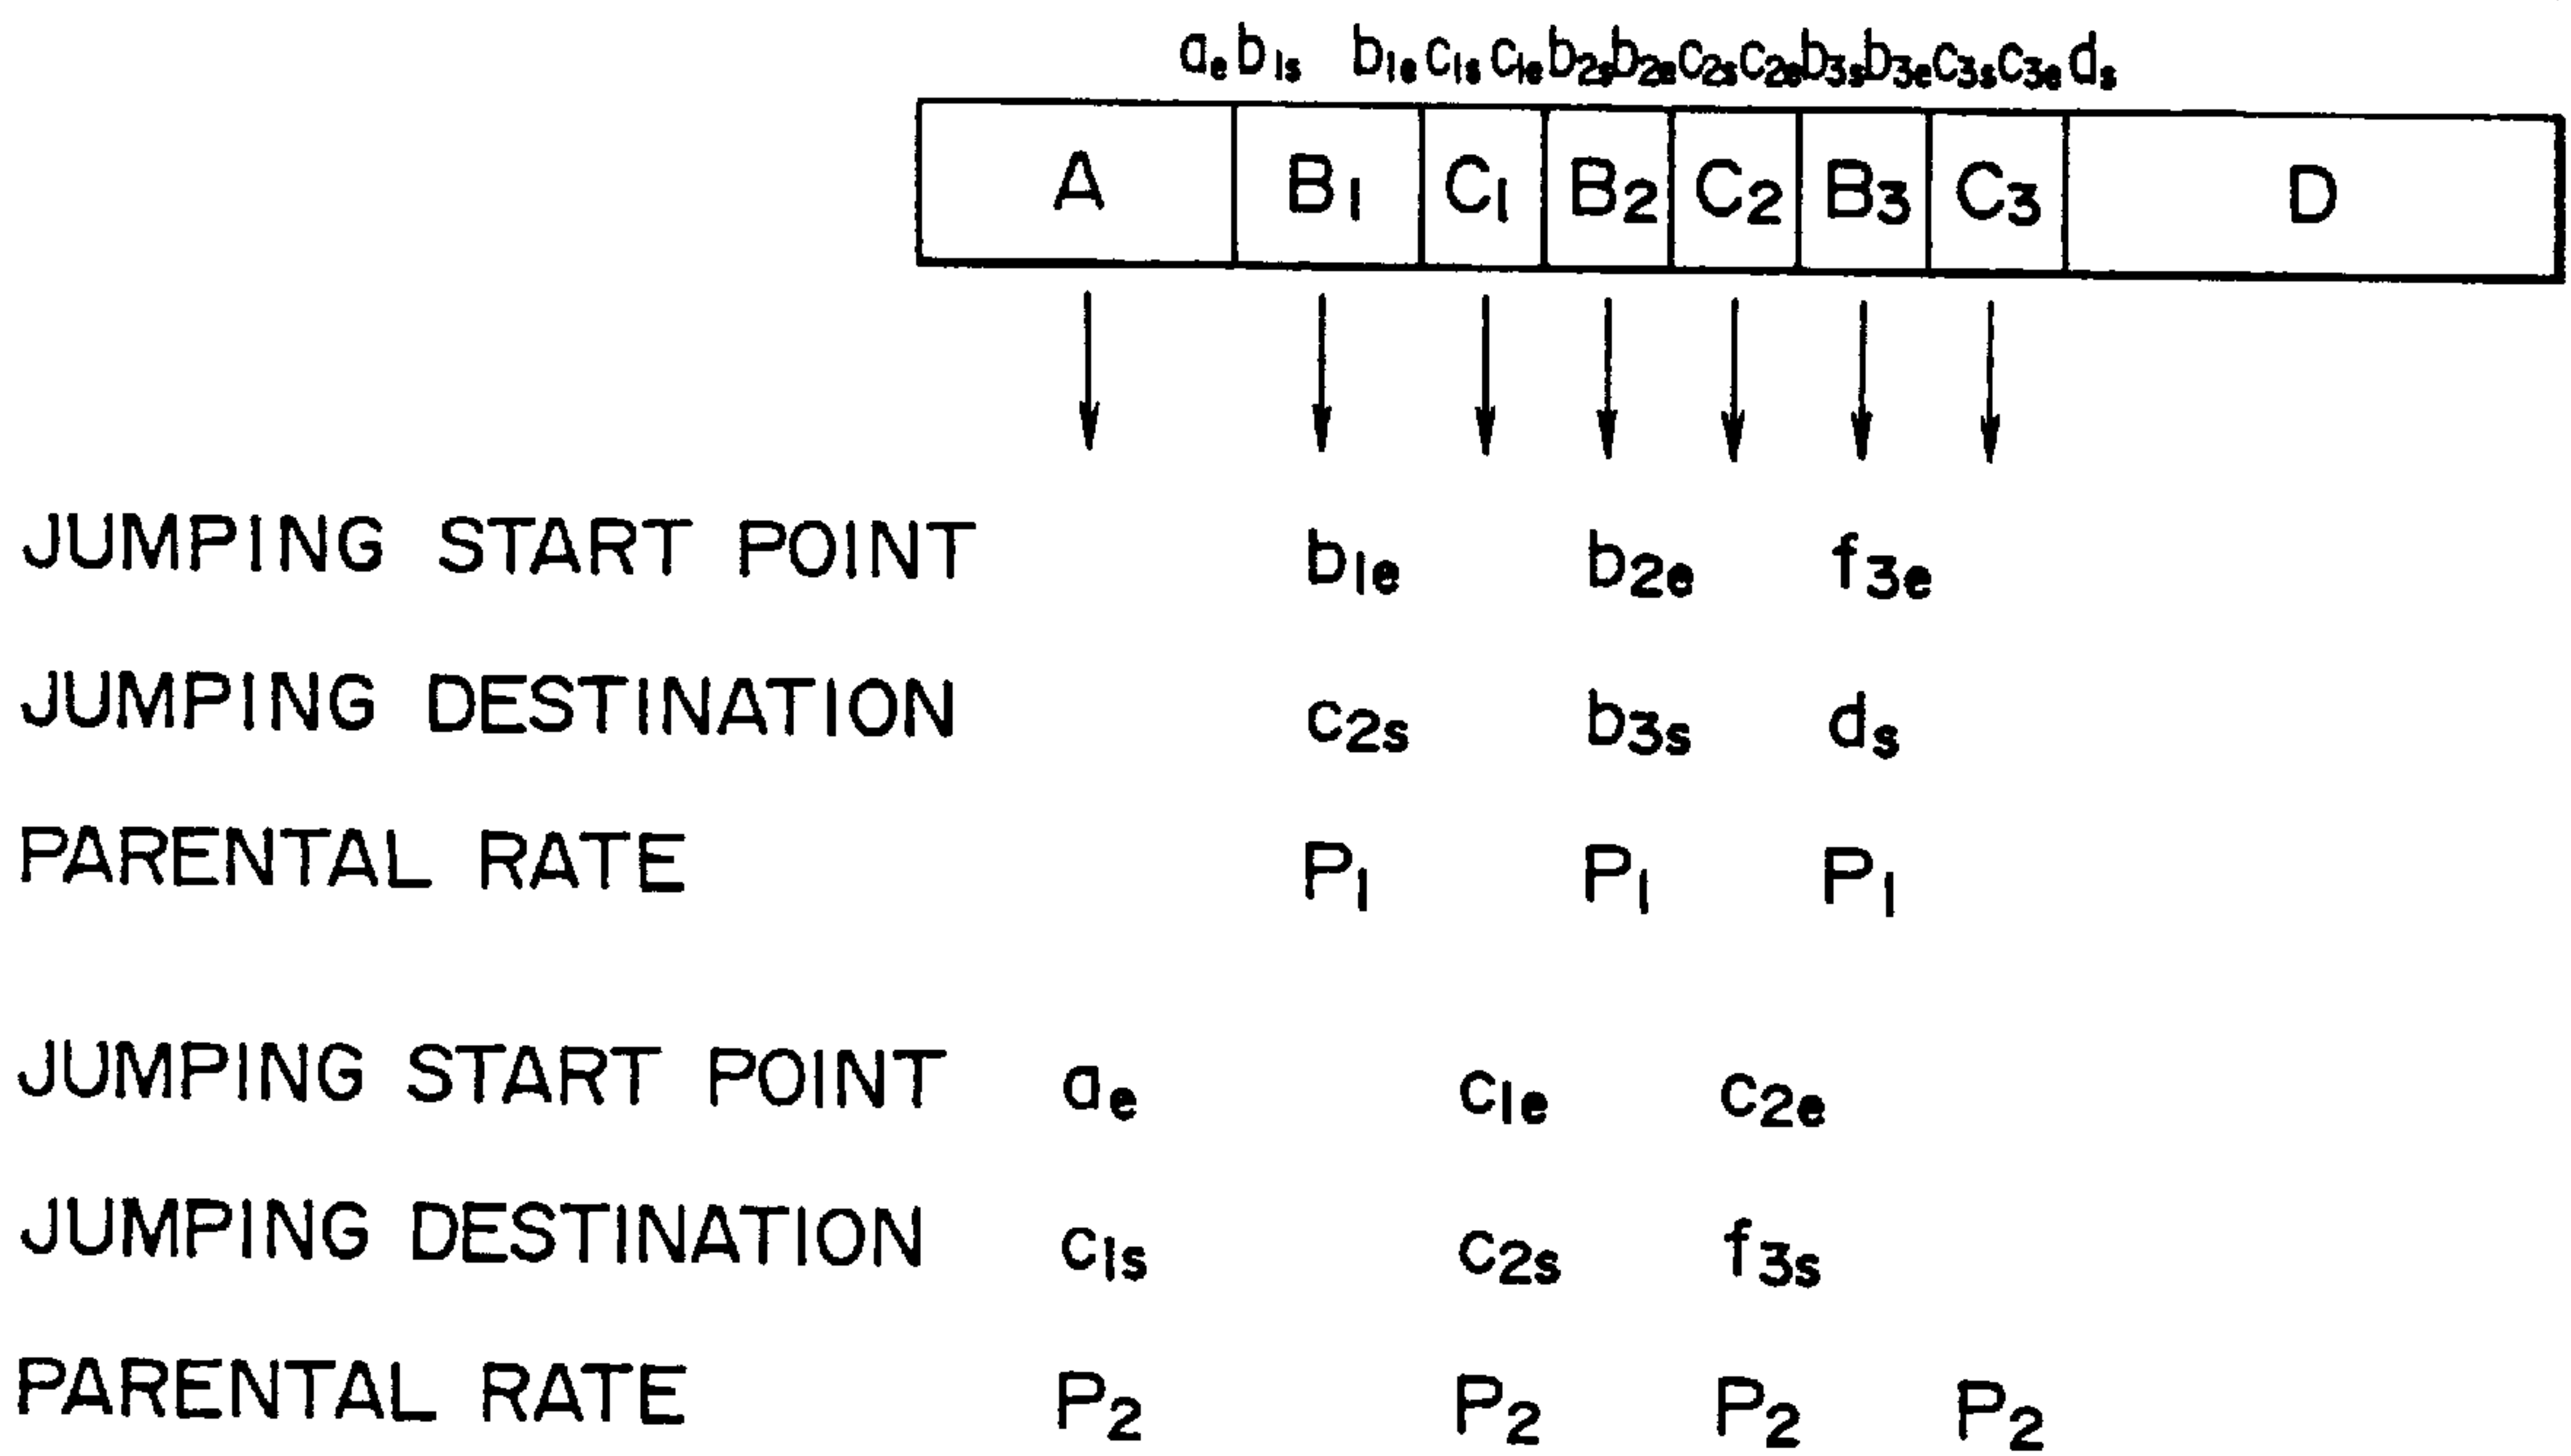 aₑ b₁ₛ b₁ₑ c₁ₛ c₁ₑ b₂ₛ b₂ₑ c₂ₛ c₂ₑ b₃ₛ b₃ₑ c₃ₛ c₃ₑ dₛ
A B₁ C₁ B₂ C₂ B₃ C₃ D
JUMPING START POINT b₁ₑ b₂ₑ f₃ₑ
JUMPING DESTINATION c₂ₛ b₃ₛ dₛ
PARENTAL RATE P₁ P₁ P₁
JUMPING START POINT aₑ c₁ₑ c₂ₑ
JUMPING DESTINATION c₁ₛ c₂ₛ f₃ₛ
PARENTAL RATE P₂ P₂ P₂ P₂